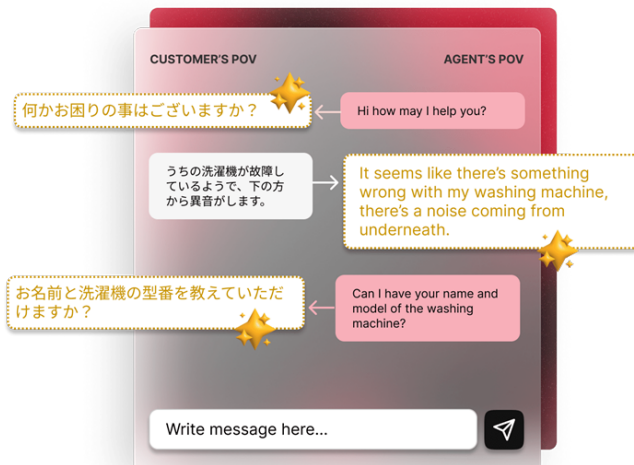 CUSTOMER'S POV
AGENT'S POV
何かお困りの事はございますか？
Hi how may I help you?
うちの洗濯機が故障し
ているようで、下の方
から異音がします。
It seems like there's something
wrong with my washing machine,
there's a noise coming from
underneath.
お名前と洗濯機の型番を教えていただ
けますか？
Can I have your name and
model of the washing
machine?
Write message here...